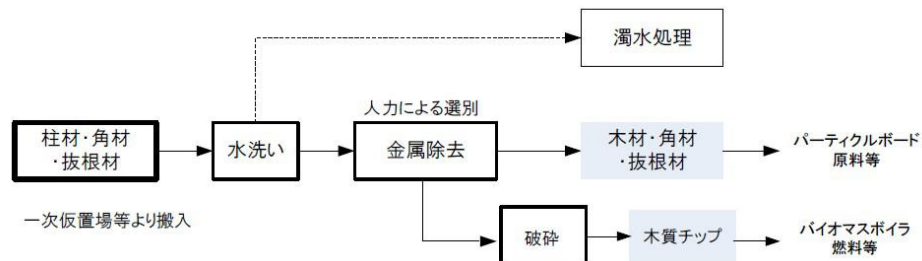 濁水処理
人力による選別
柱材・角材
・抜根材
水洗い
金属除去
木材・角材
・抜根材
パーティクルボード
原料等
一次仮置場等より搬入
破砕
木質チップ
バイオマスボイラ
燃料等